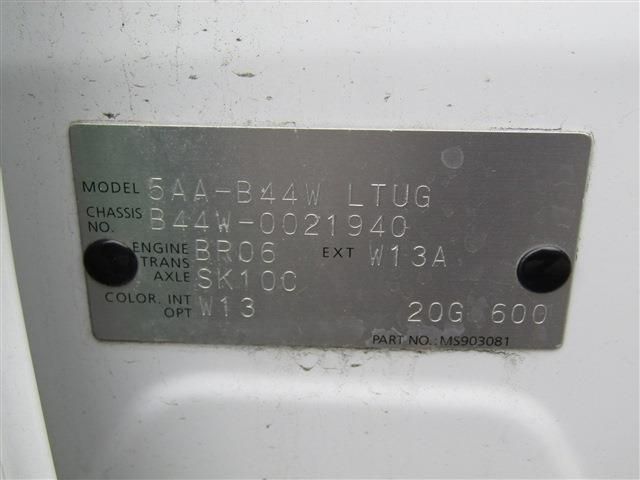 MODEL 5AA-B44W LTUG
CHASSIS NO. B44W-0021940
ENGINE BR06 EXT W13A
TRANS AXLE SK10C
COLOR. INT OPT W13 20G 600
PART NO.: MS903081